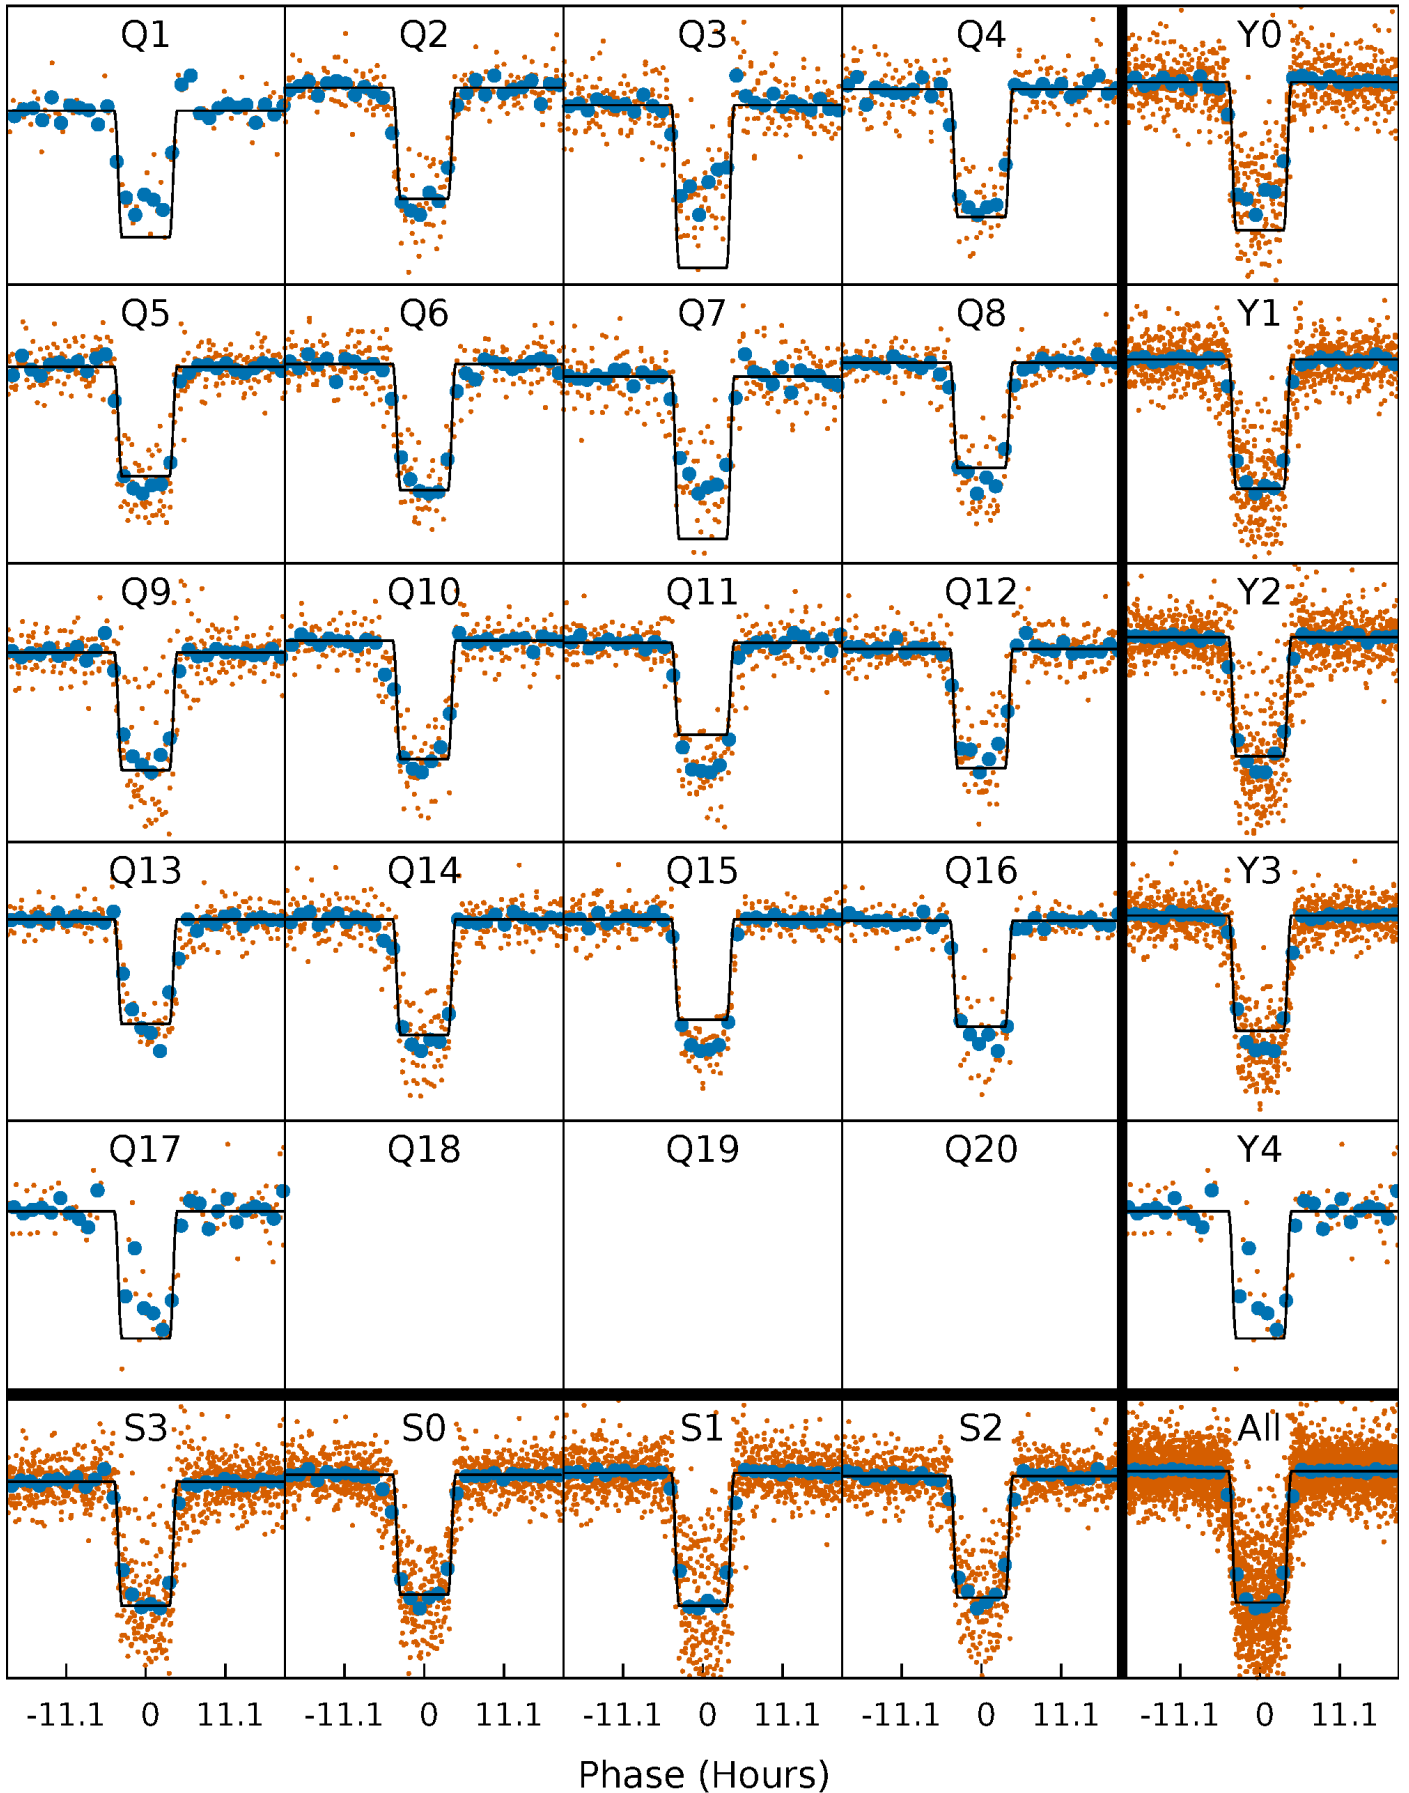 Q1 Q2 Q3 Q4 Y0
Q5 Q6 Q7 Q8 Y1
Q9 Q10 Q11 Q12 Y2
Q13 Q14 Q15 Q16 Y3
Q17 Q18 Q19 Q20 Y4
S3 S0 S1 S2 All
-11.1 0 11.1 -11.1 0 11.1 -11.1 0 11.1 -11.1 0 11.1 -11.1 0 11.1
Phase (Hours)